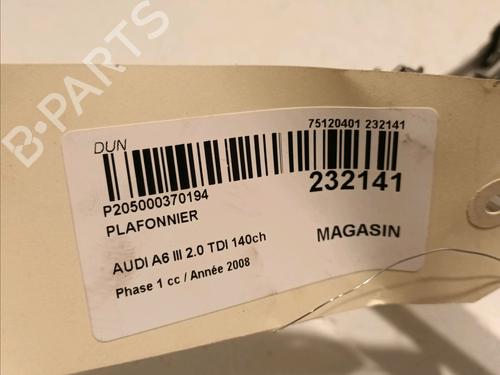 B-PARTS
DUN
75120401 232141
P205000370194
232141
PLAFONNIER
MAGASIN
AUDI A6 III 2.0 TDI 140ch
Phase 1 cc / Année 2008